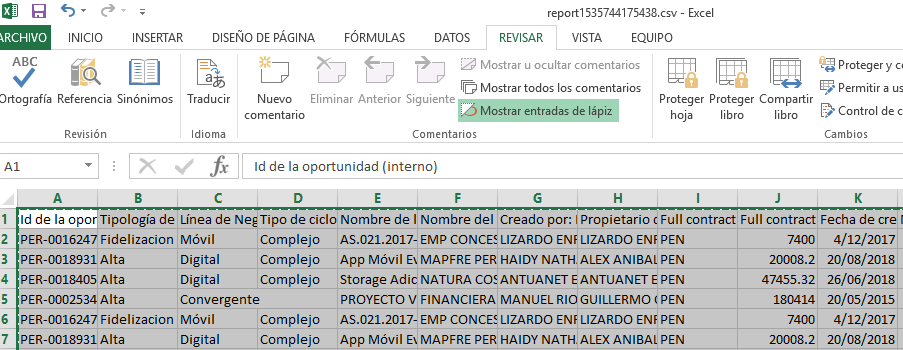 report1535744175438.csv - Excel
ARCHIVO INICIO INSERTAR DISEÑO DE PÁGINA FÓRMULAS DATOS REVISAR VISTA EQUIPO
ABC
Ortografía Referencia Sinónimos
Revisión
Traducir
Idioma
Nuevo comentario
Eliminar Anterior Siguiente
Mostrar u ocultar comentarios
Mostrar todos los comentarios
Mostrar entradas de lápiz
Comentarios
Proteger hoja
Proteger libro
Compartir libro
Proteger y co
Permitir a us
Control de c
Cambios
A1 fx Id de la oportunidad (interno)
A B C D E F G H I J K
1 Id de la opor Tipología de Línea de Neg Tipo de ciclo Nombre de l Nombre del Creado por: Propietario Full contract Full contract Fecha de cre
2 PER-0016247 Fidelizacion Móvil Complejo AS.021.2017- EMP CONCES LIZARDO ENR LIZARDO ENR PEN 7400 4/12/2017
3 PER-0018931 Alta Digital Complejo App Móvil Ev MAPFRE PER HAIDY NATH ALEX ANIBAL PEN 20008.2 20/08/2018
4 PER-0018405 Alta Digital Complejo Storage Adic NATURA COS ANTUANET E ANTUANET E PEN 47455.32 26/06/2018
5 PER-0002534 Alta Convergente PROYECTO V FINANCIERA MANUEL RIO GUILLERMO PEN 180414 20/05/2015
6 PER-0016247 Fidelizacion Móvil Complejo AS.021.2017- EMP CONCES LIZARDO ENR LIZARDO ENR PEN 7400 4/12/2017
7 PER-0018931 Alta Digital Complejo App Móvil Ev MAPFRE PER HAIDY NATH ALEX ANIBAL PEN 20008.2 20/08/2018